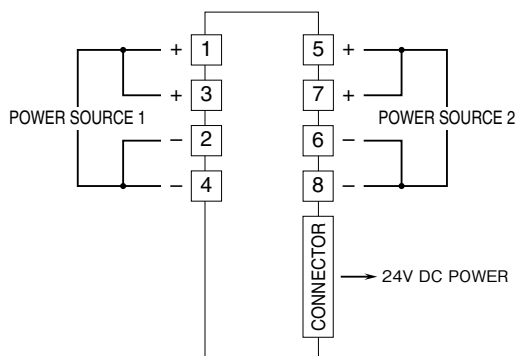 + 1 5 +
+ 3 7 +
POWER SOURCE 1 POWER SOURCE 2
− 2 6 −
− 4 8 −
CONNECTOR
24V DC POWER